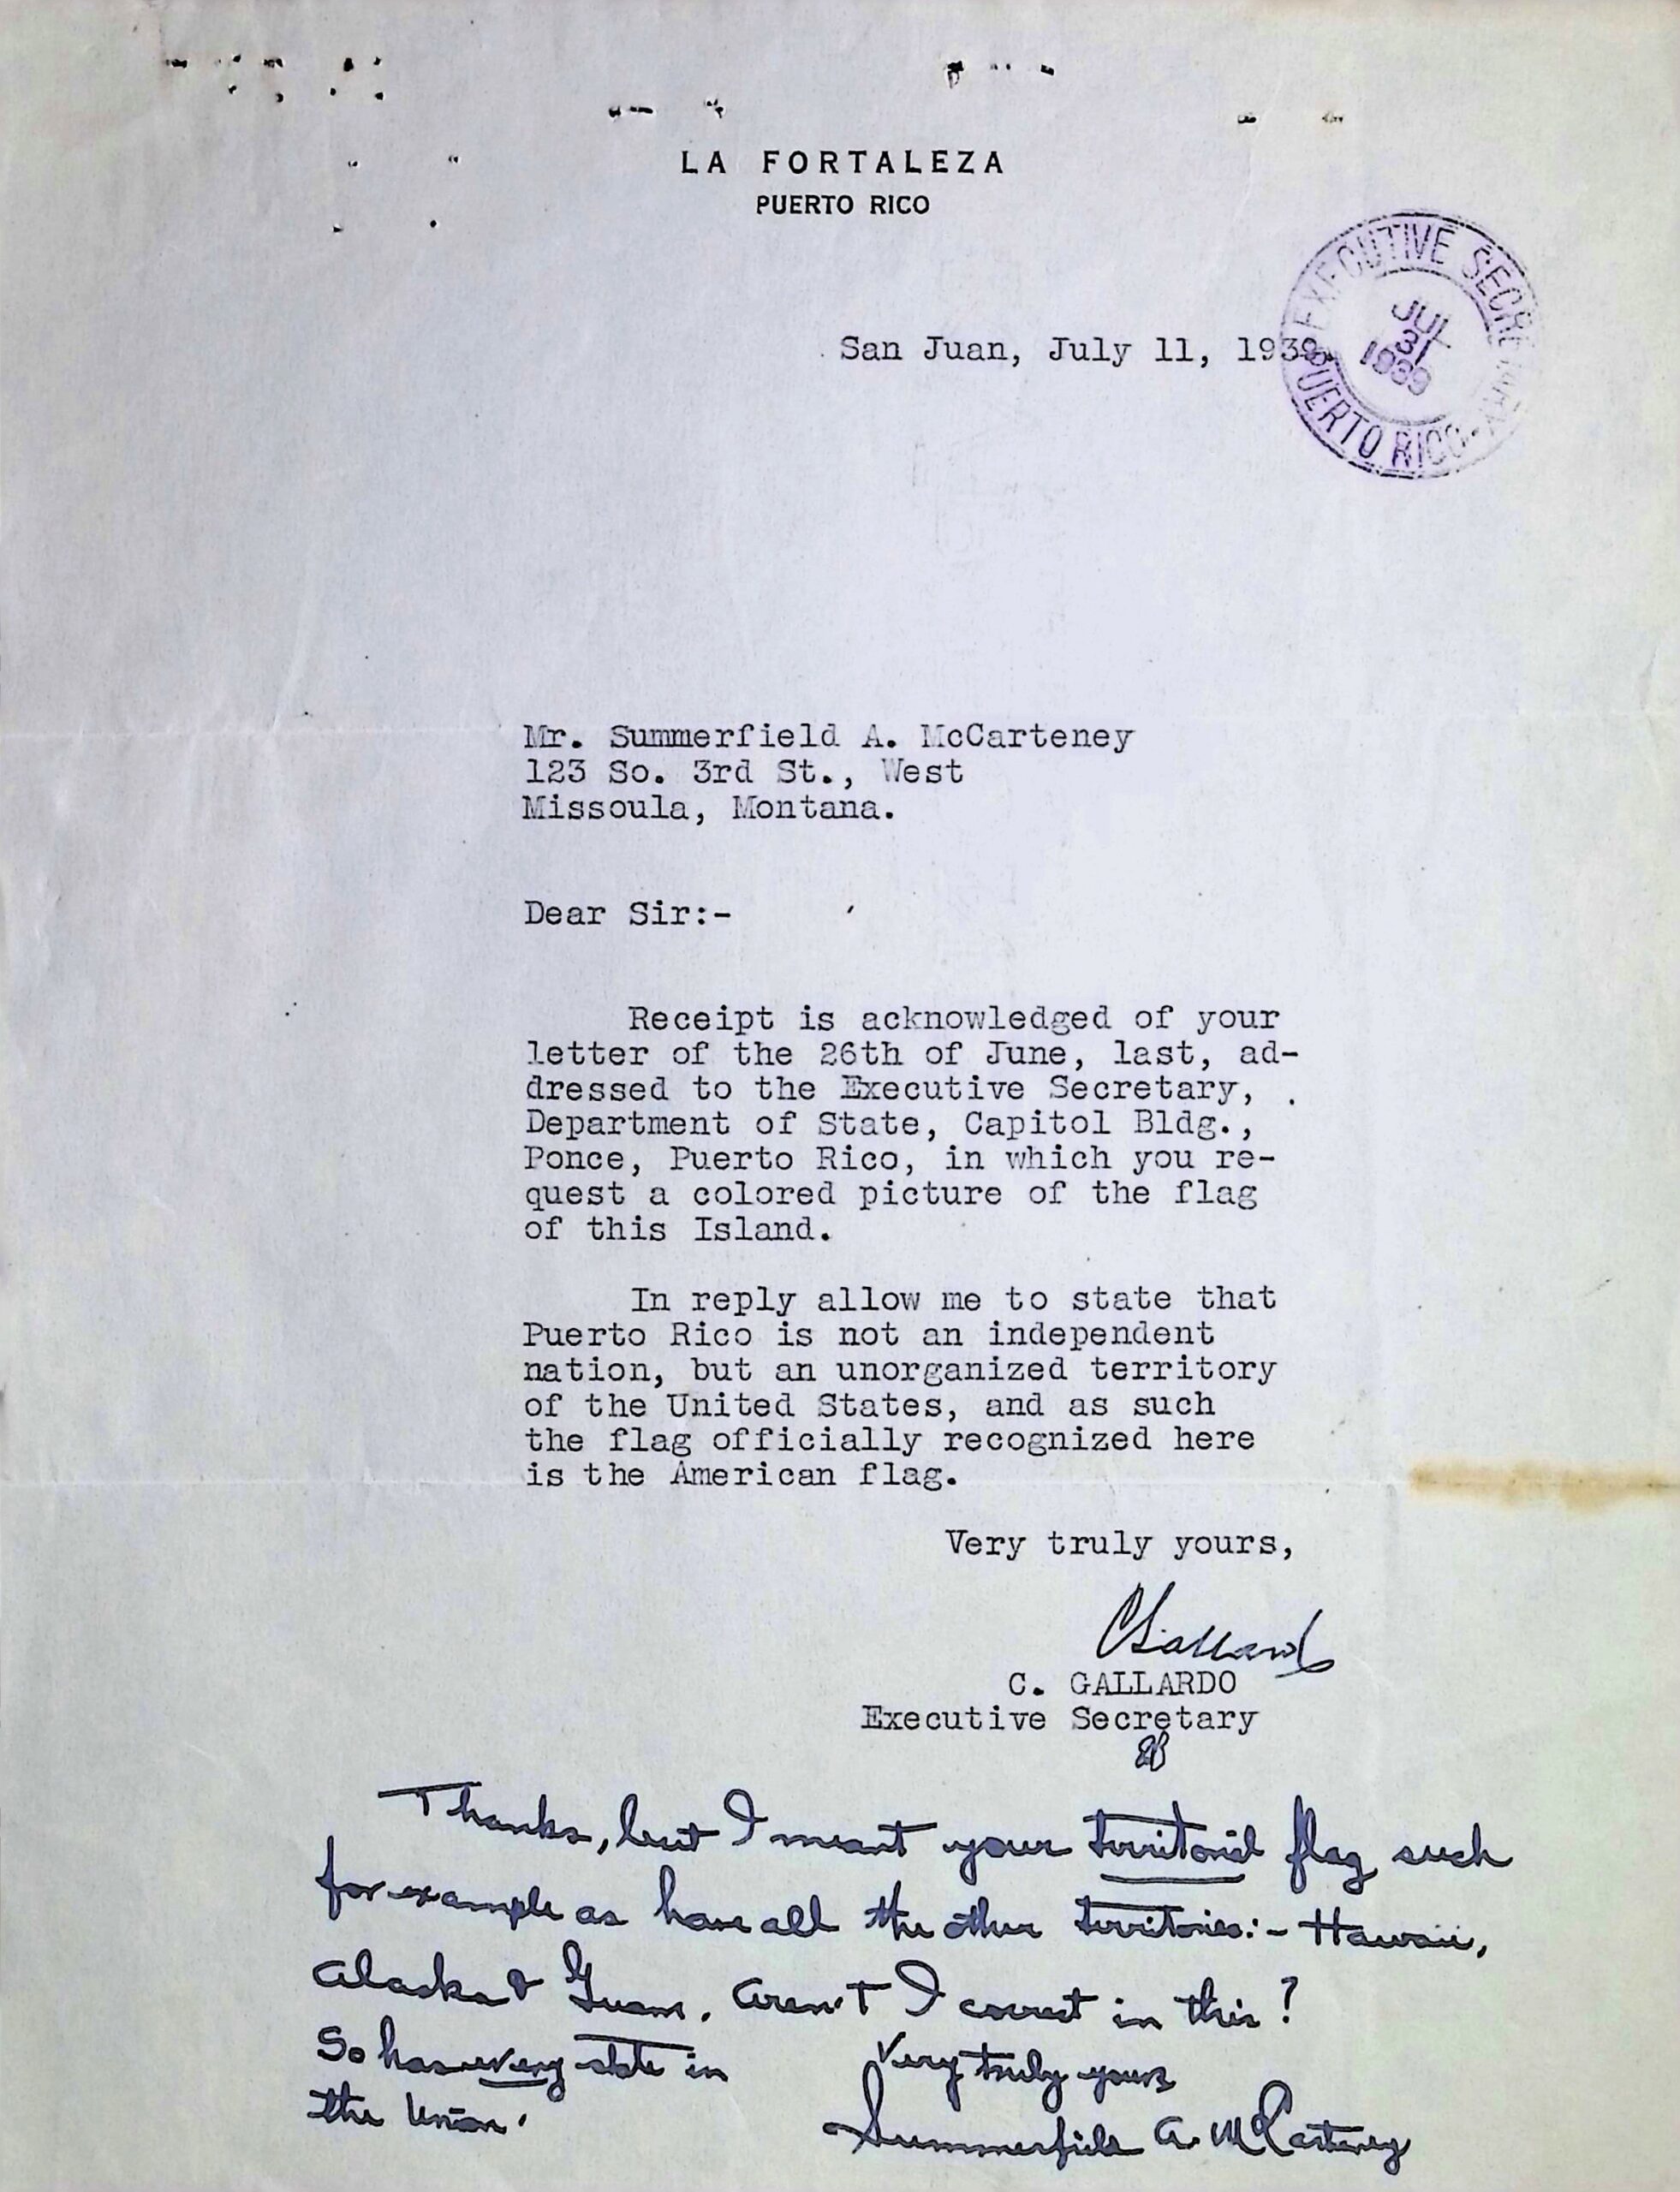 LA FORTALEZA
PUERTO RICO
San Juan, July 11, 1939.
EXECUTIVE SECRE
JUL
31
1939
PUERTO RICO
Mr. Summerfield A. McCarteney
123 So. 3rd St., West
Missoula, Montana.
Dear Sir:-
Receipt is acknowledged of your
letter of the 26th of June, last, ad-
dressed to the Executive Secretary,
Department of State, Capitol Bldg.,
Ponce, Puerto Rico, in which you re-
quest a colored picture of the flag
of this Island.
In reply allow me to state that
Puerto Rico is not an independent
nation, but an unorganized territory
of the United States, and as such
the flag officially recognized here
is the American flag.
Very truly yours,
CGallardo
C. GALLARDO
Executive Secretary
Thanks, but I meant your territorial flag such
for example as have all the other territories:- Hawaii,
Alaska & Guam. Aren't I correct in this?
So has every state in
the Union.
Very truly yours
Summerfield A. McCarteney